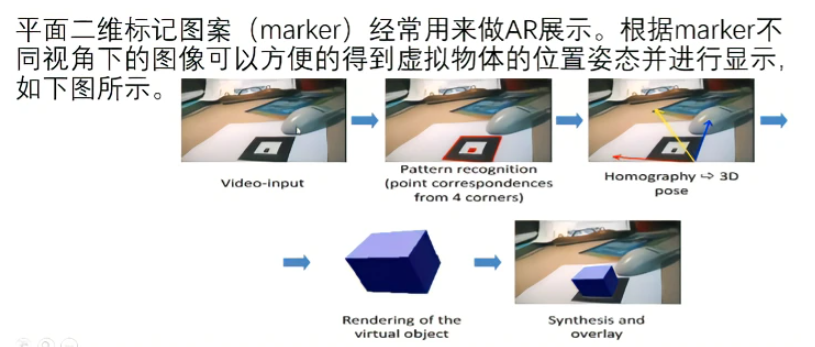 平面二维标记图案（marker）经常用来做AR展示。根据marker不
同视角下的图像可以方便的得到虚拟物体的位置姿态并进行显示,
如下图所示。
Video-input
Pattern recognition
(point correspondences
from 4 corners)
Homography ⇨ 3D
pose
Rendering of the
virtual object
Synthesis and
overlay